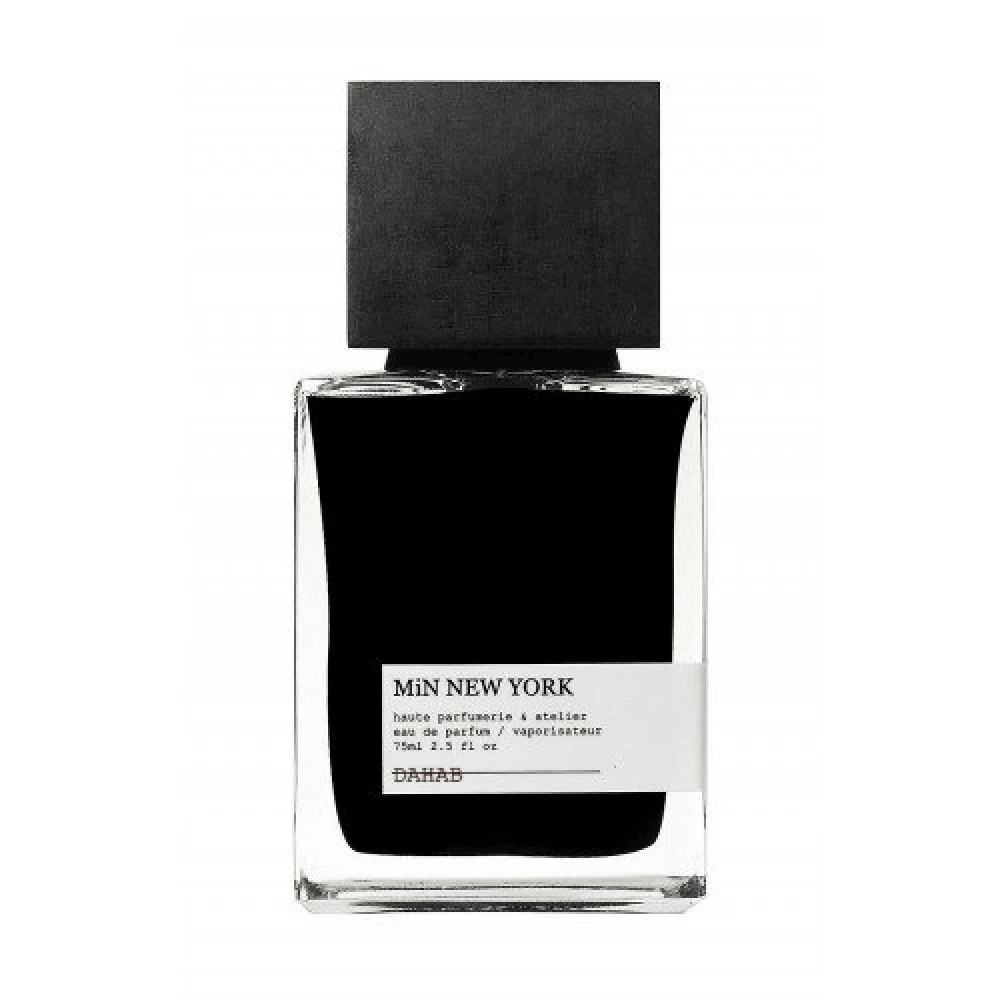 MiN NEW YORK
haute parfumerie & atelier
eau de parfum / vaporisateur
75ml 2.5 fl oz
DAHAB